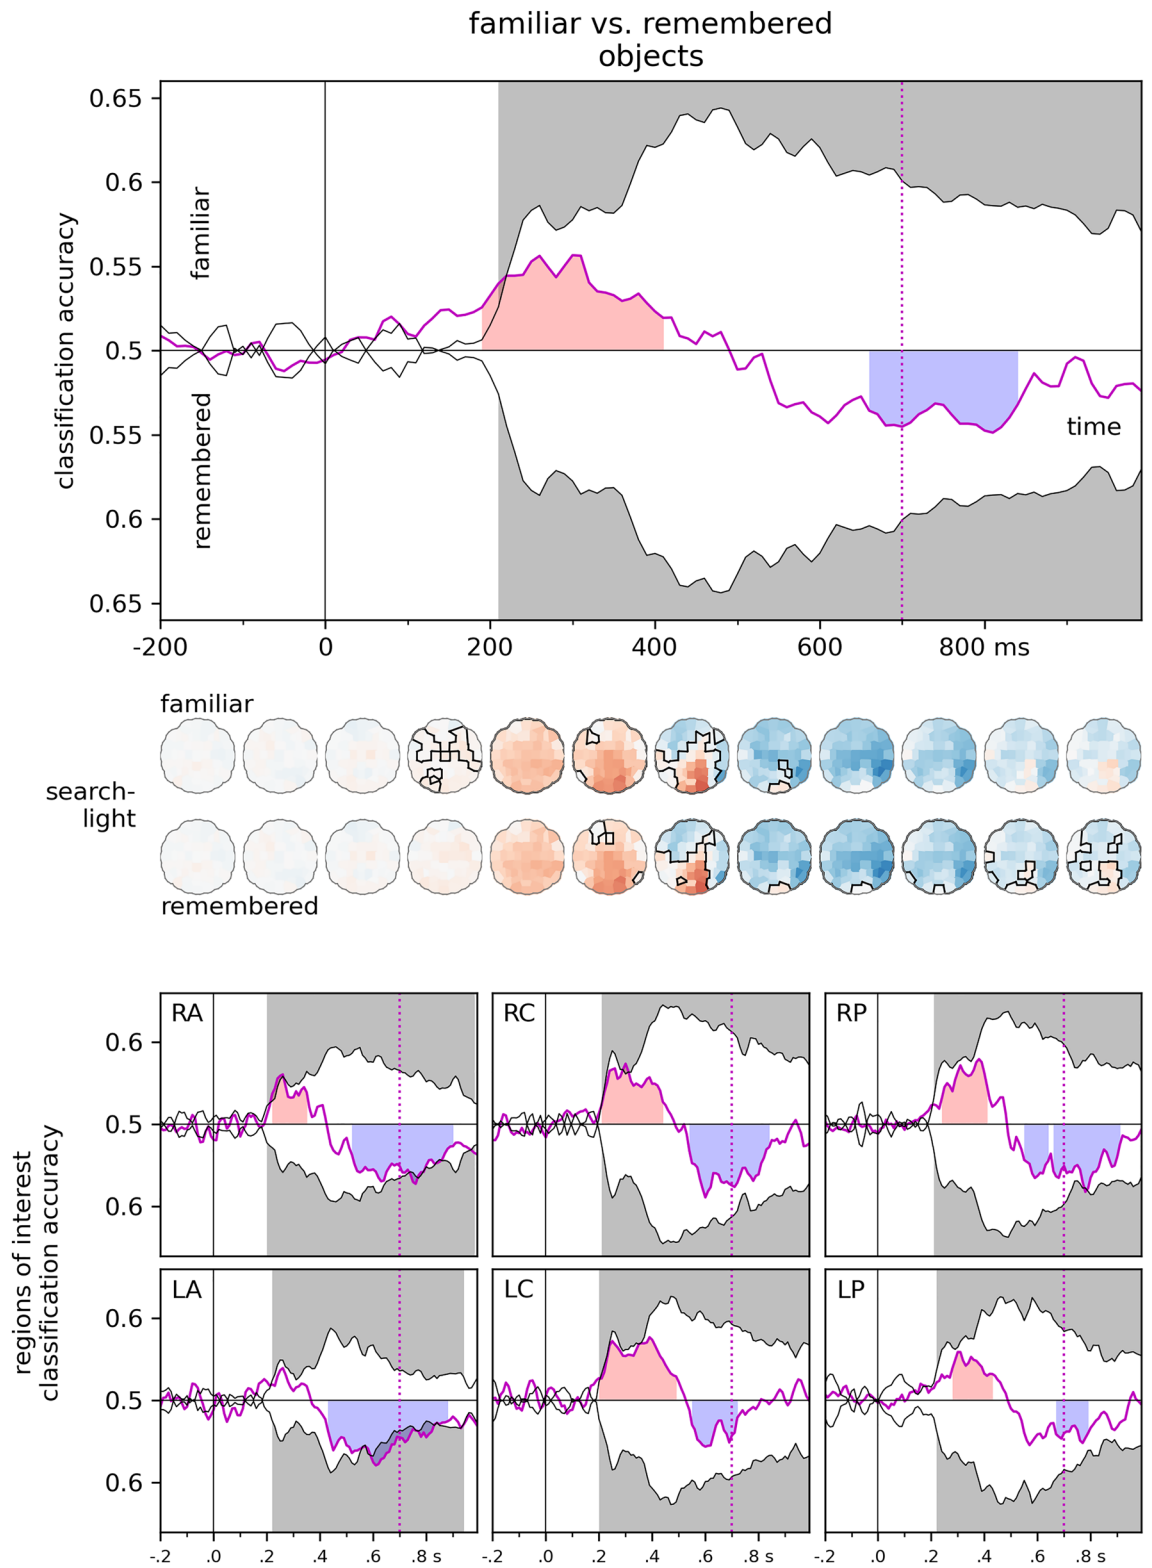 familiar vs. remembered
objects
0.65
0.6
0.55
0.5
0.55
0.6
0.65
classification accuracy
familiar
remembered
time
-200 0 200 400 600 800 ms
familiar
search-
light
remembered
regions of interest
classification accuracy
RA RC RP
0.6
0.5
0.6
LA LC LP
0.6
0.5
0.6
-.2 .0 .2 .4 .6 .8 s -.2 .0 .2 .4 .6 .8 s -.2 .0 .2 .4 .6 .8 s